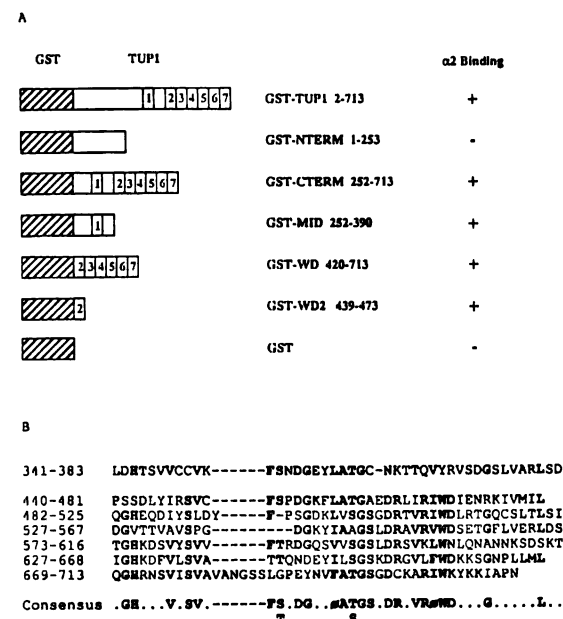 A
GST TUP1 α2 Binding
1 2 3 4 5 6 7 GST-TUP1 2-713 +
GST-NTERM 1-253 -
1 2 3 4 5 6 7 GST-CTERM 252-713 +
1 GST-MID 252-390 +
2 3 4 5 6 7 GST-WD 420-713 +
2 GST-WD2 439-473 +
GST -
B
341-383 LDHTSVVCCVK------FSNDGEYLATGC-NKTTQVYRVSDGSLVARLSD
440-481 PSSDLYIRSVC------FSPDGKFLATGAEDRLIRIWDIENRKIVMIL
482-525 QGHEQDIYSLDY-----F-PSGDKLVSGSGDRTVRIWDLRTGQCSLTLSI
527-567 DGVTTVAVSPG------DGKYIAAGSLDRAVRVWDSETGFLVERLDS
573-616 TGHKDSVYSVV------FTRDGQSVVSGSLDRSVKLWNLQNANNKSDSKT
627-668 IGHKDFVLSVA------TTQNDEYILSGSKDRGVLFWDKKSGNPLLML
669-713 QGHRNSVISVAVANGSSLGPEYNVFATGSGDCKARIWKYKKIAPN
Consensus .GH...V.SV.------FS.DG..øATGS.DR.VRøWD...G.....L..
T S